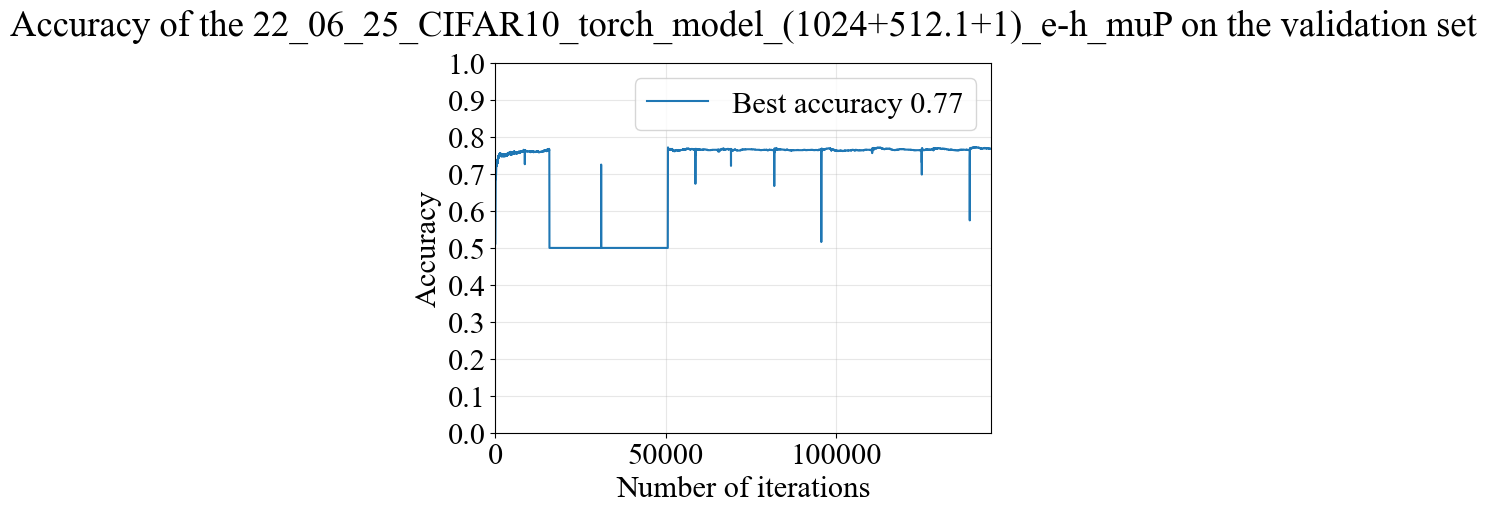 Accuracy of the 22_06_25_CIFAR10_torch_model_(1024+512.1+1)_e-h_muP on the validation set
1.0
0.9
0.8
0.7
0.6
0.5
0.4
0.3
0.2
0.1
0.0
Accuracy
Best accuracy 0.77
0 50000 100000
Number of iterations